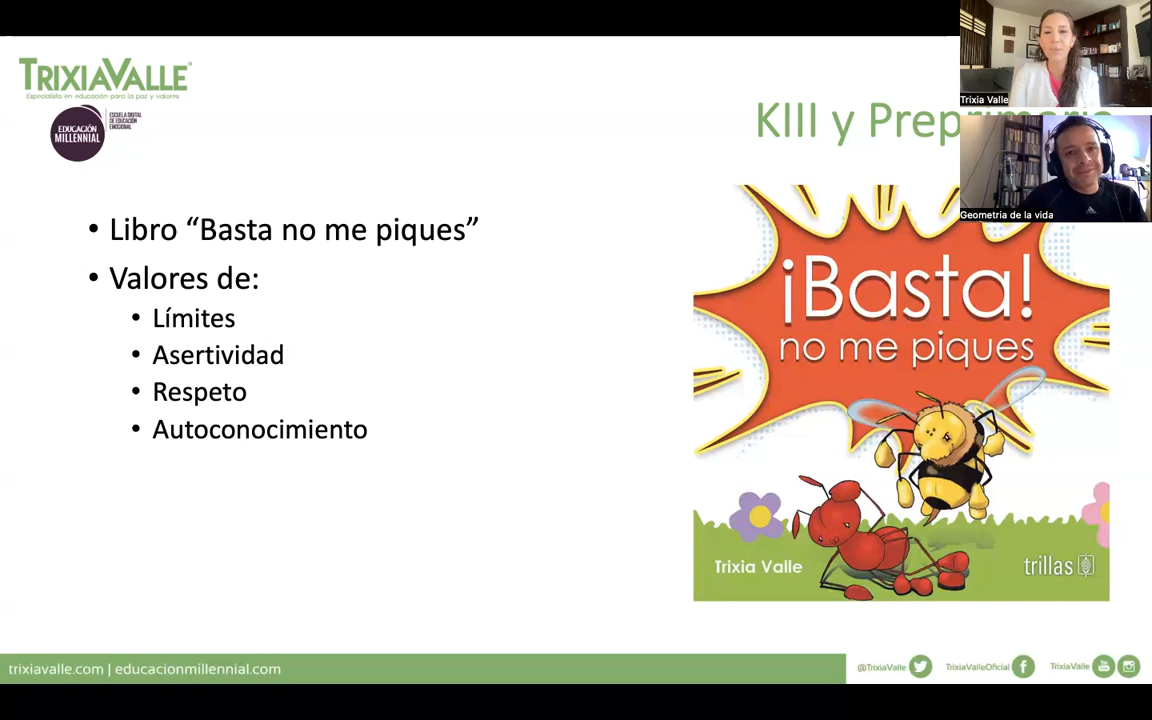 TRIXIAVALLE®
Especialista en educación para la paz y valores
EDUCACIÓN
MILLENNIAL
ESCUELA DIGITAL
DE EDUCACIÓN
EMOCIONAL
KIII y Preprimaria
Trixia Valle
Geometria de la vida
• Libro “Basta no me piques”
• Valores de:
• Límites
• Asertividad
• Respeto
• Autoconocimiento
¡Basta!
no me piques
Trixia Valle
trillas
trixiavalle.com | educacionmillennial.com
@TrixiaValle
TrixiaValleOficial
TrixiaValle